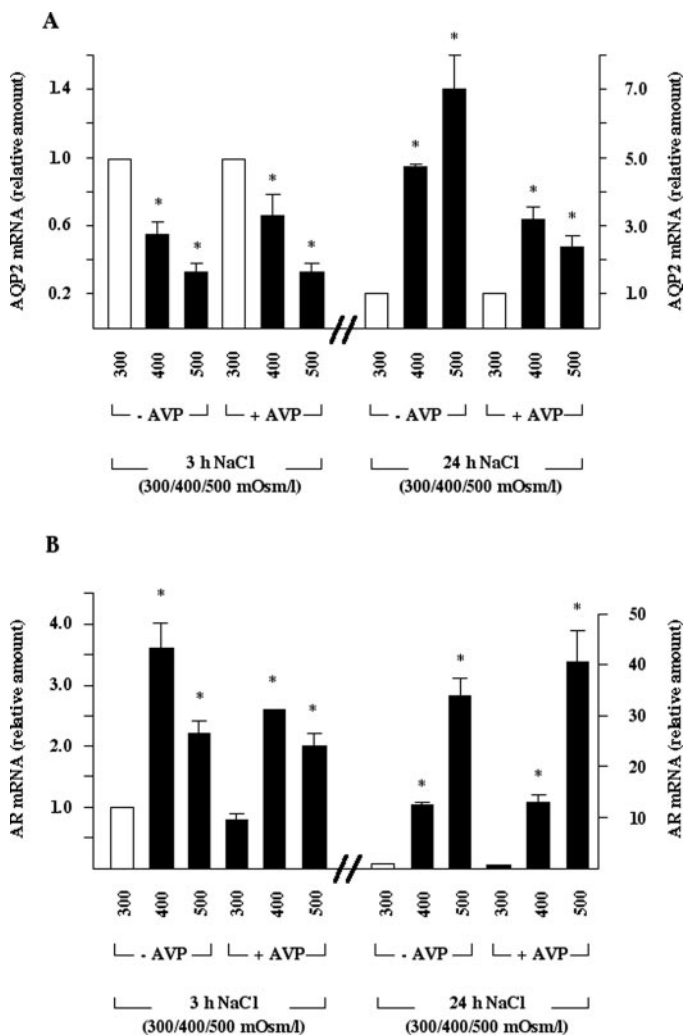 A
AQP2 mRNA (relative amount)
1.4
1.0
0.6
0.2
* * * * * * * *
7.0
5.0
3.0
1.0
AQP2 mRNA (relative amount)
300 400 500 300 400 500 300 400 500 300 400 500
- AVP + AVP - AVP + AVP
3 h NaCl 24 h NaCl
(300/400/500 mOsm/l) (300/400/500 mOsm/l)
B
AR mRNA (relative amount)
4.0
3.0
2.0
1.0
* * * * * * * *
50
40
30
20
10
AR mRNA (relative amount)
300 400 500 300 400 500 300 400 500 300 400 500
- AVP + AVP - AVP + AVP
3 h NaCl 24 h NaCl
(300/400/500 mOsm/l) (300/400/500 mOsm/l)